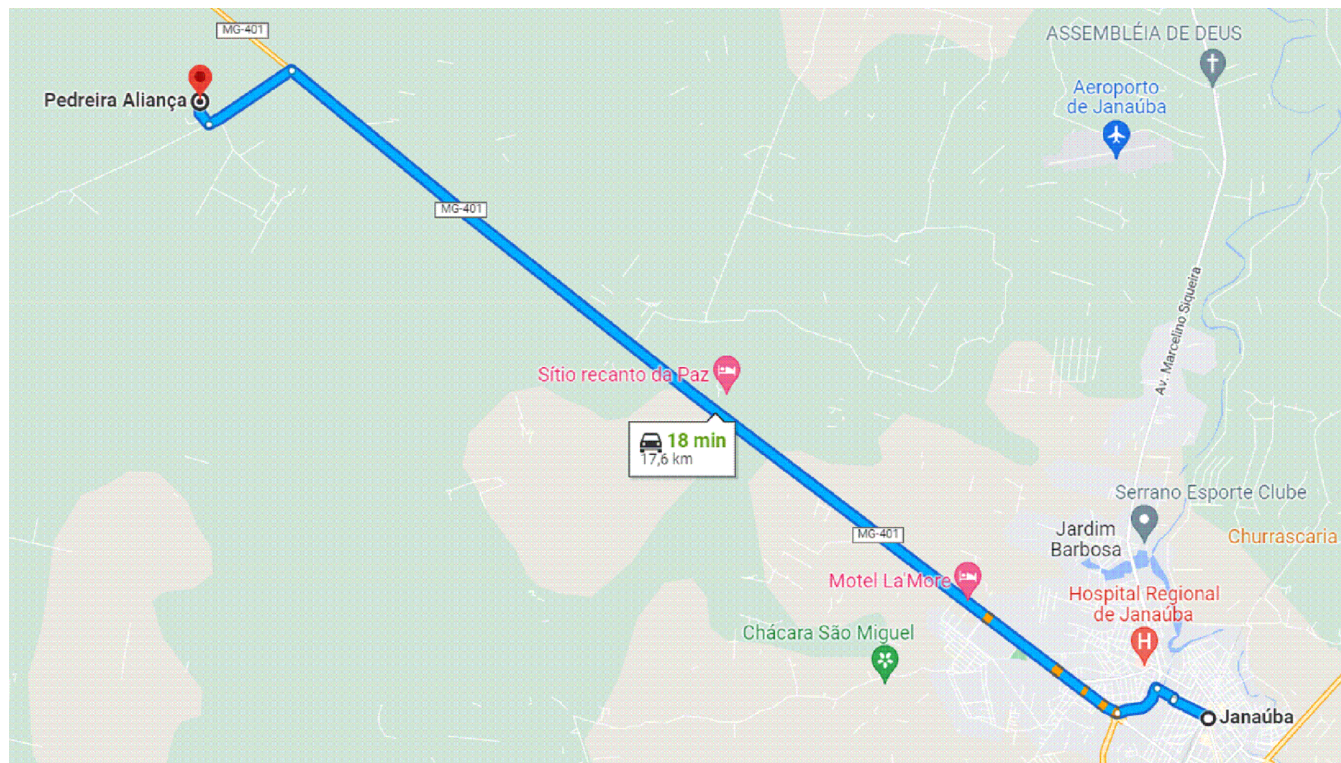 MG-401
ASSEMBLÉIA DE DEUS
Aeroporto
de Janaúba
Pedreira Aliança
MG-401
Av. Marcelino Siqueira
Sítio recanto da Paz
18 min
17,6 km
Serrano Esporte Clube
Jardim
Barbosa
Churrascaria
MG-401
Motel La'More
Hospital Regional
de Janaúba
H
Chácara São Miguel
Janaúba